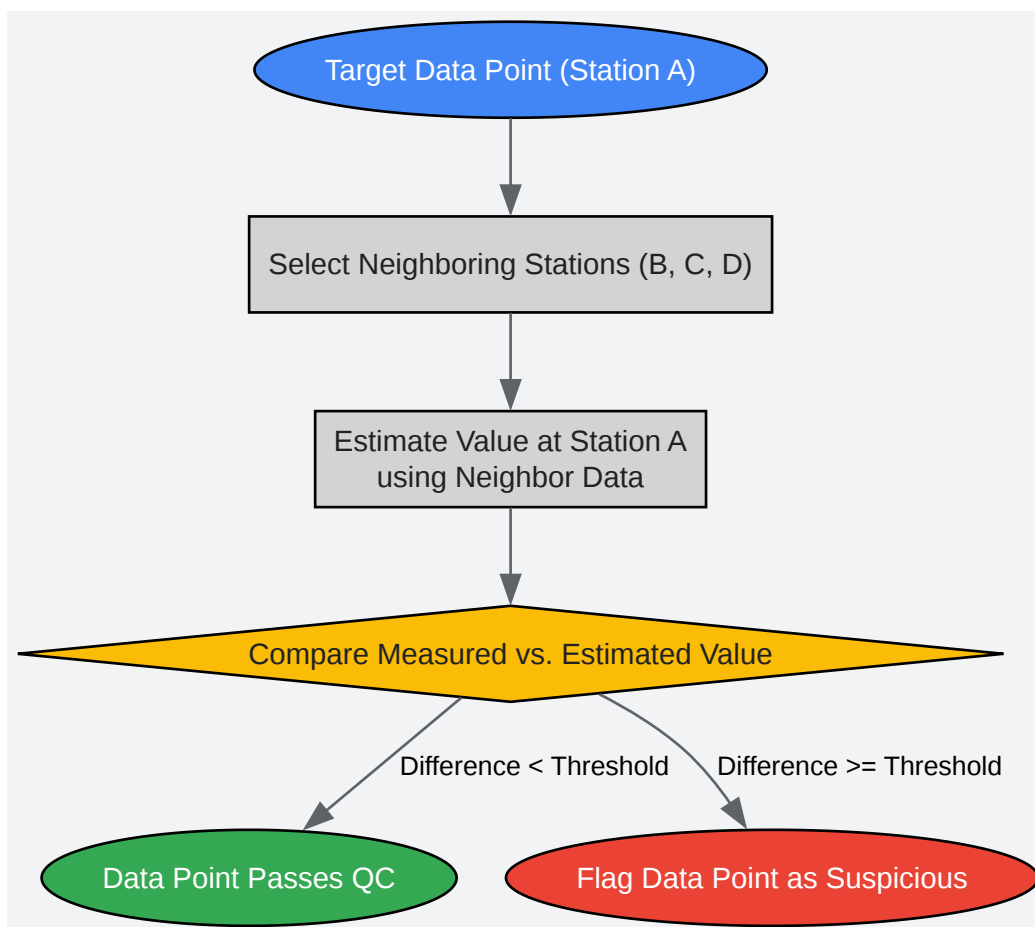 Target Data Point (Station A)
Select Neighboring Stations (B, C, D)
Estimate Value at Station A
using Neighbor Data
Compare Measured vs. Estimated Value
Difference < Threshold
Difference >= Threshold
Data Point Passes QC
Flag Data Point as Suspicious